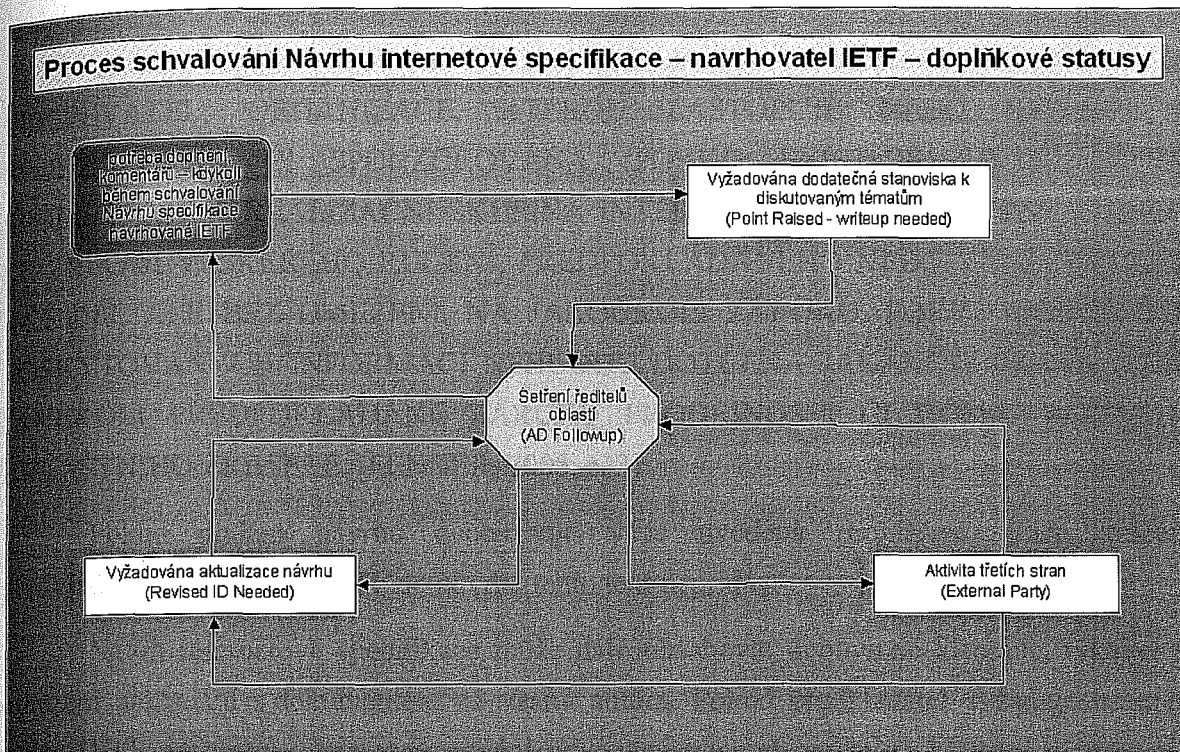 Proces schvalování Návrhu internetové specifikace – navrhovatel IETF – doplňkové statusy
potřeba doplnění,
komentářů – kdykoli
během schvalování
Návrhu specifikace
navrhované IETF
Vyžadována dodatečná stanoviska k
diskutovaným tématům
(Point Raised - writeup needed)
Šetření ředitelů
oblastí
(AD Followup)
Vyžadována aktualizace návrhu
(Revised ID Needed)
Aktivita třetích stran
(External Party)